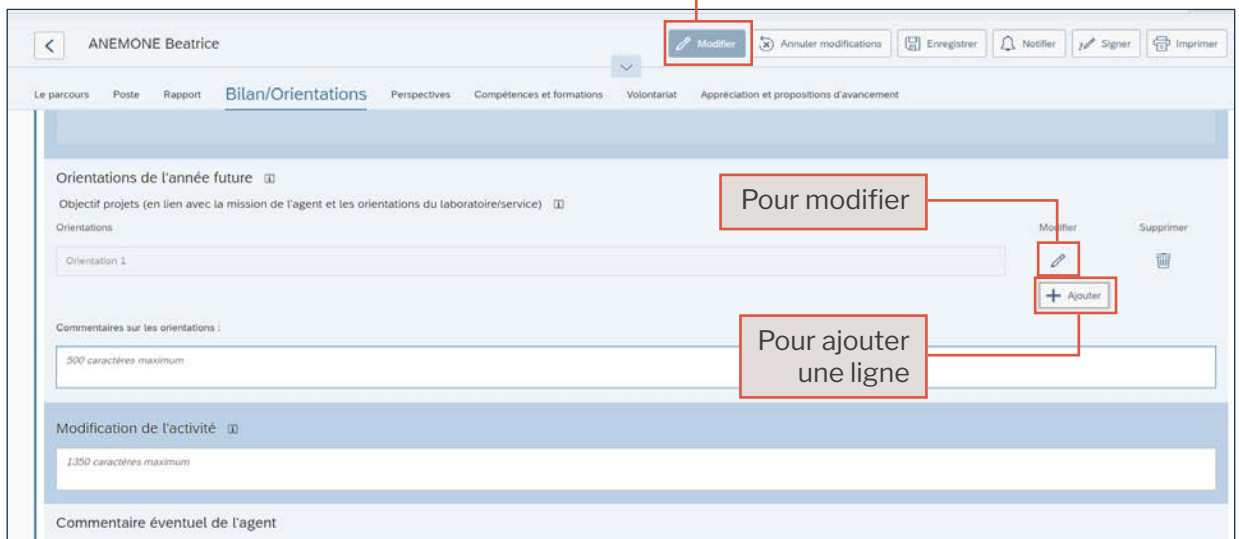 ANEMONE Beatrice
Modifier
Annuler modifications
Enregistrer
Notifier
Signer
Imprimer
Le parcours
Poste
Rapport
Bilan/Orientations
Perspectives
Compétences et formations
Volontariat
Appréciation et propositions d'avancement
Orientations de l'année future
Objectif projets (en lien avec la mission de l'agent et les orientations du laboratoire/service)
Pour modifier
Orientations
Modifier
Supprimer
Orientation 1
Ajouter
Commentaires sur les orientations :
Pour ajouter
une ligne
500 caractères maximum
Modification de l'activité
1350 caractères maximum
Commentaire éventuel de l'agent